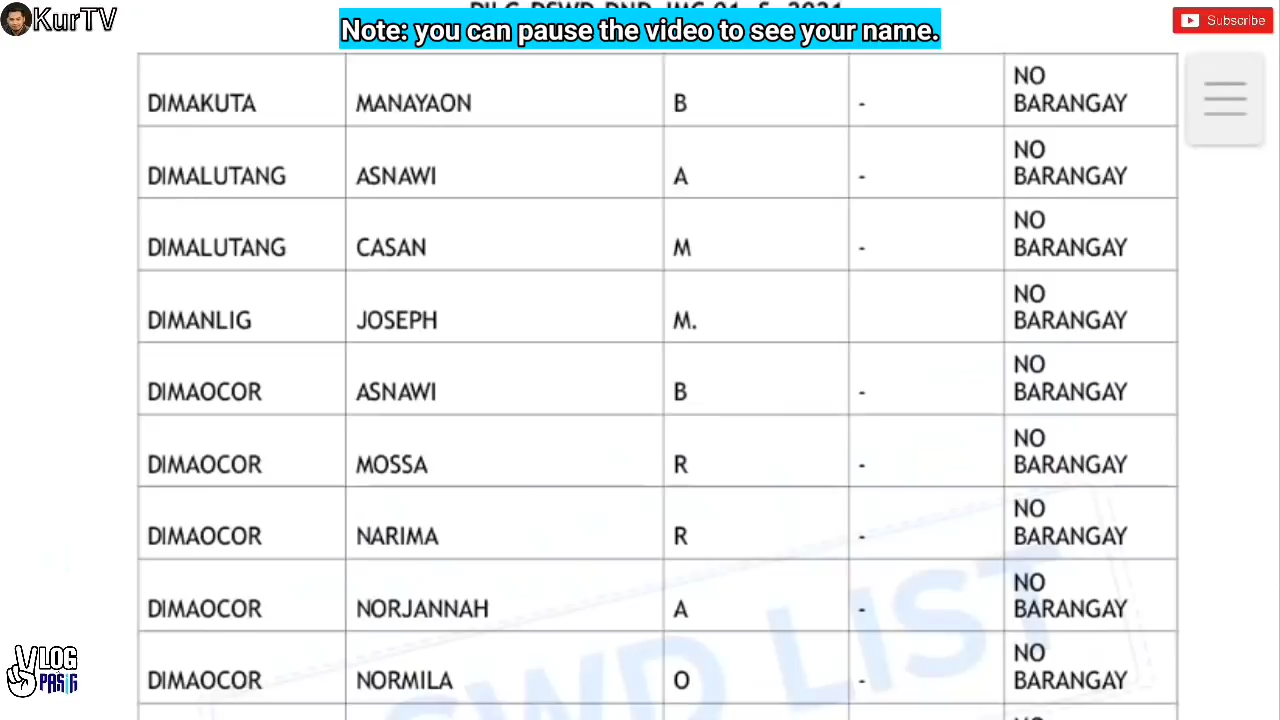 KurTV
Note: you can pause the video to see your name.
Subscribe
DIMAKUTA MANAYAON B - NO BARANGAY
DIMALUTANG ASNAWI A - NO BARANGAY
DIMALUTANG CASAN M - NO BARANGAY
DIMANLIG JOSEPH M. NO BARANGAY
DIMAOCOR ASNAWI B - NO BARANGAY
DIMAOCOR MOSSA R - NO BARANGAY
DIMAOCOR NARIMA R - NO BARANGAY
DIMAOCOR NORJANNAH A - NO BARANGAY
DIMAOCOR NORMILA O - NO BARANGAY
SWD LIST
VLOG
PASIG